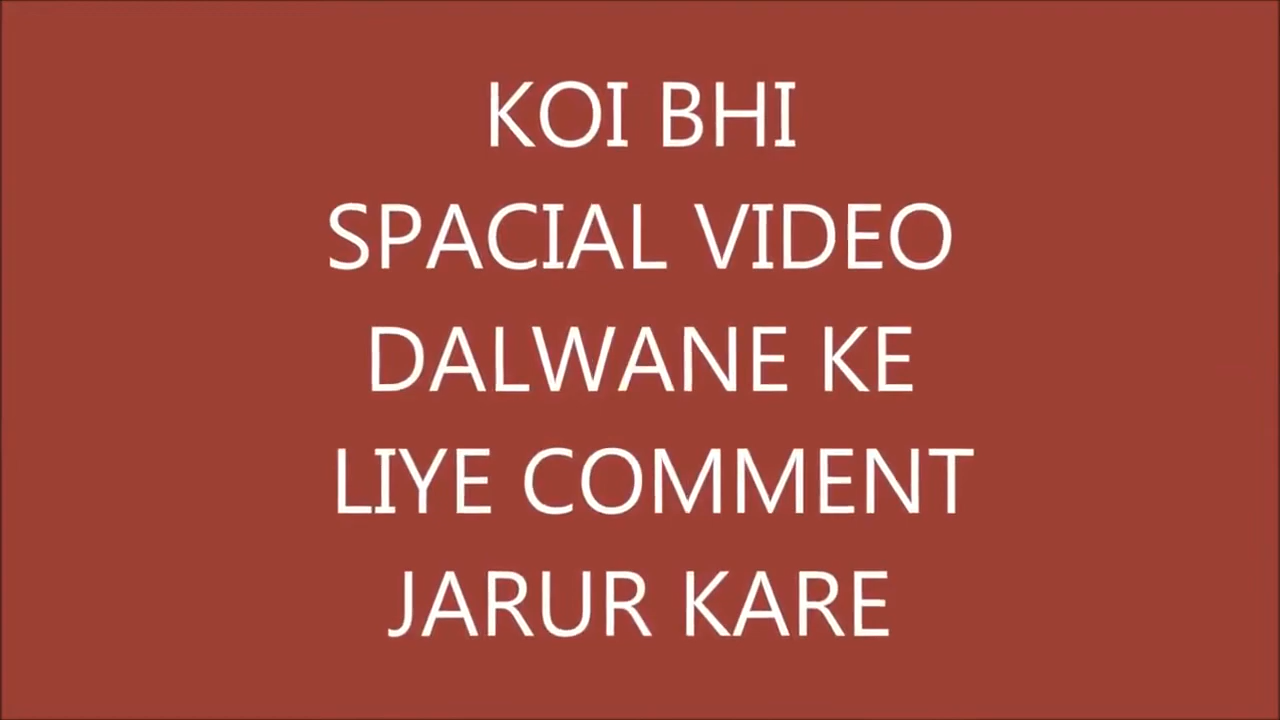 KOI BHI
SPACIAL VIDEO
DALWANE KE
LIYE COMMENT
JARUR KARE